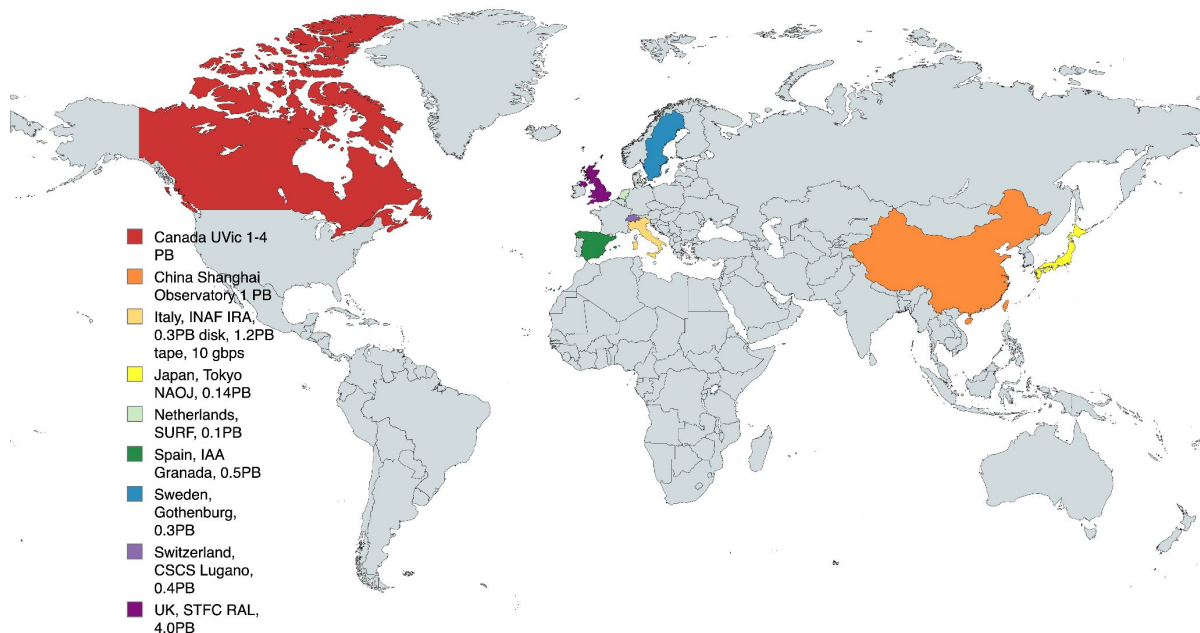 Canada UVic 1-4
PB
China Shanghai
Observatory 1 PB
Italy, INAF IRA,
0.3PB disk, 1.2PB
tape, 10 gbps
Japan, Tokyo
NAOJ, 0.14PB
Netherlands,
SURF, 0.1PB
Spain, IAA
Granada, 0.5PB
Sweden,
Gothenburg,
0.3PB
Switzerland,
CSCS Lugano,
0.4PB
UK, STFC RAL,
4.0PB